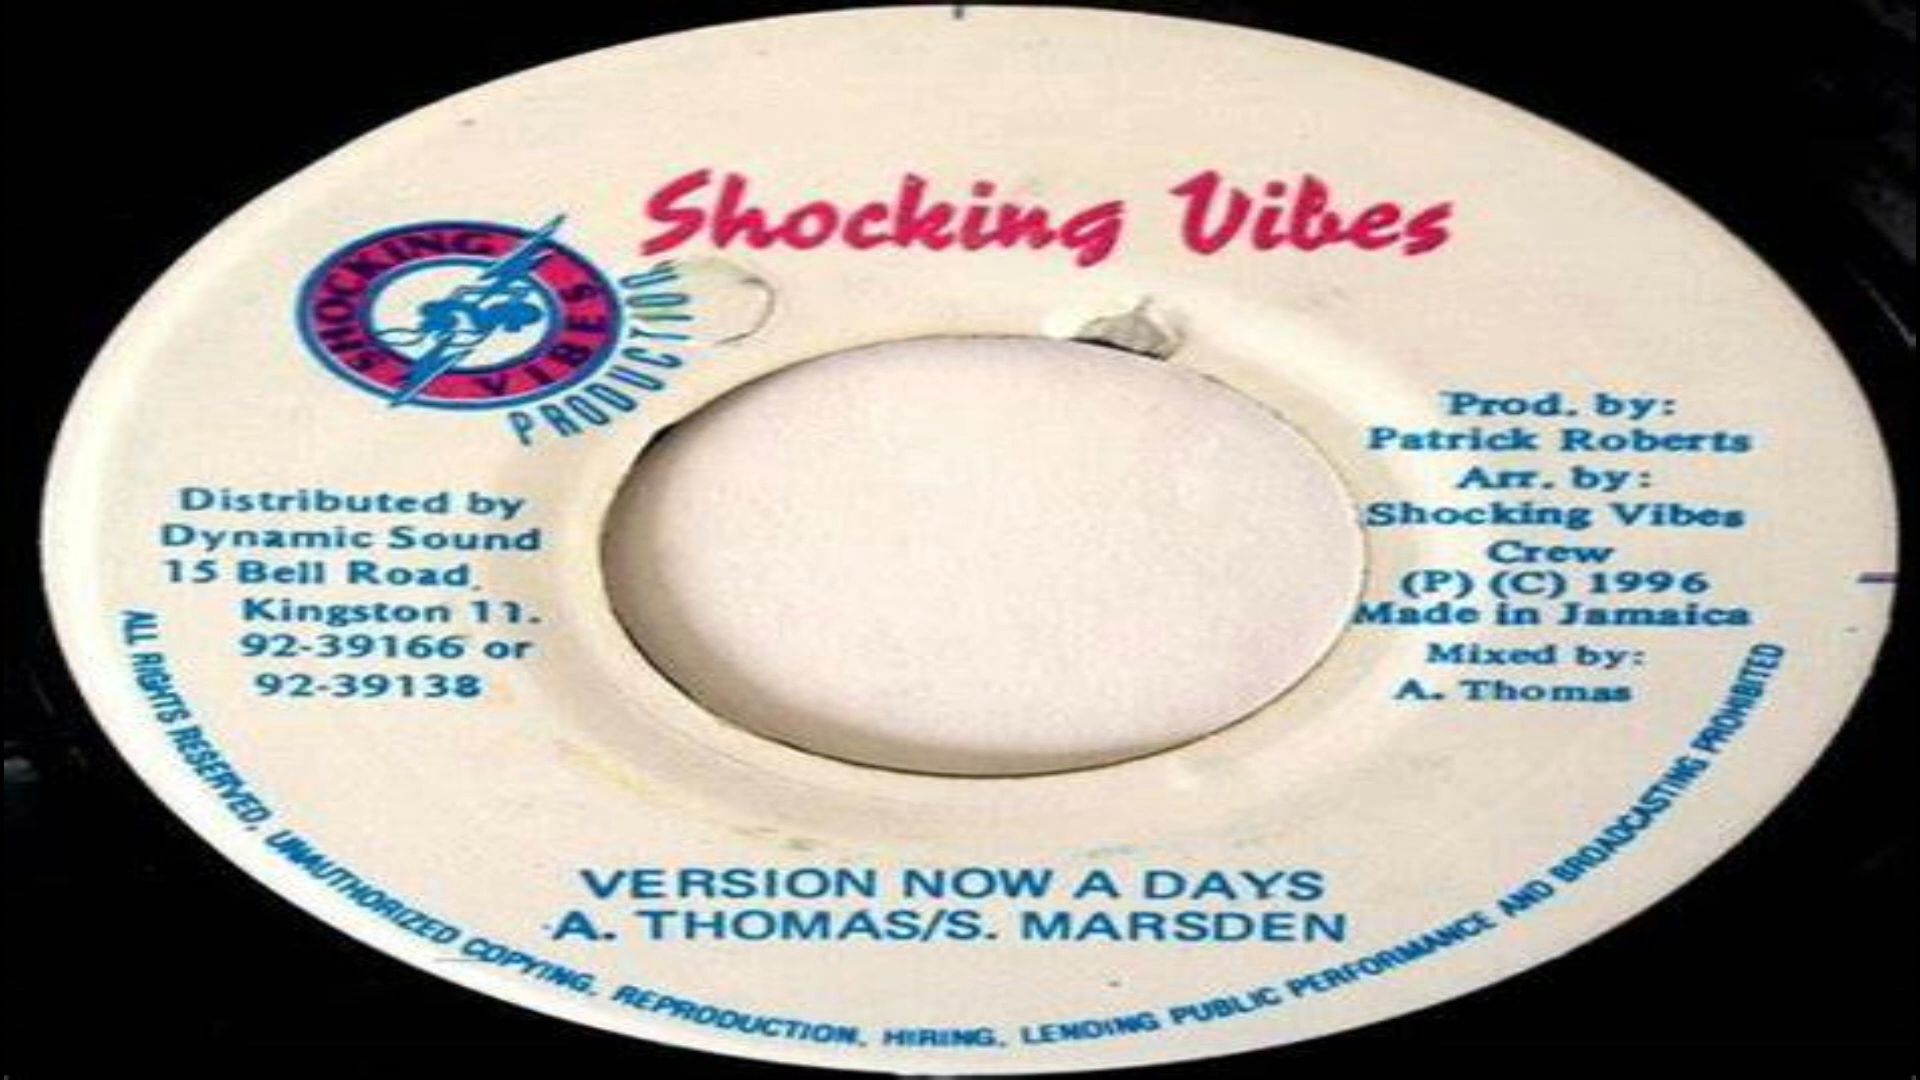 Shocking Vibes
SHOCKING VIBES
PRODUCTION
Distributed by
Dynamic Sound
15 Bell Road.
Kingston 11.
92-39166 or
92-39138
Prod. by:
Patrick Roberts
Arr. by:
Shocking Vibes
Crew
(P) (C) 1996
Made in Jamaica
Mixed by:
A. Thomas
VERSION NOW A DAYS
A. THOMAS/S. MARSDEN
ALL RIGHTS RESERVED, UNAUTHORIZED COPYING, REPRODUCTION, HIRING, LENDING PUBLIC PERFORMANCE AND BROADCASTING PROHIBITED